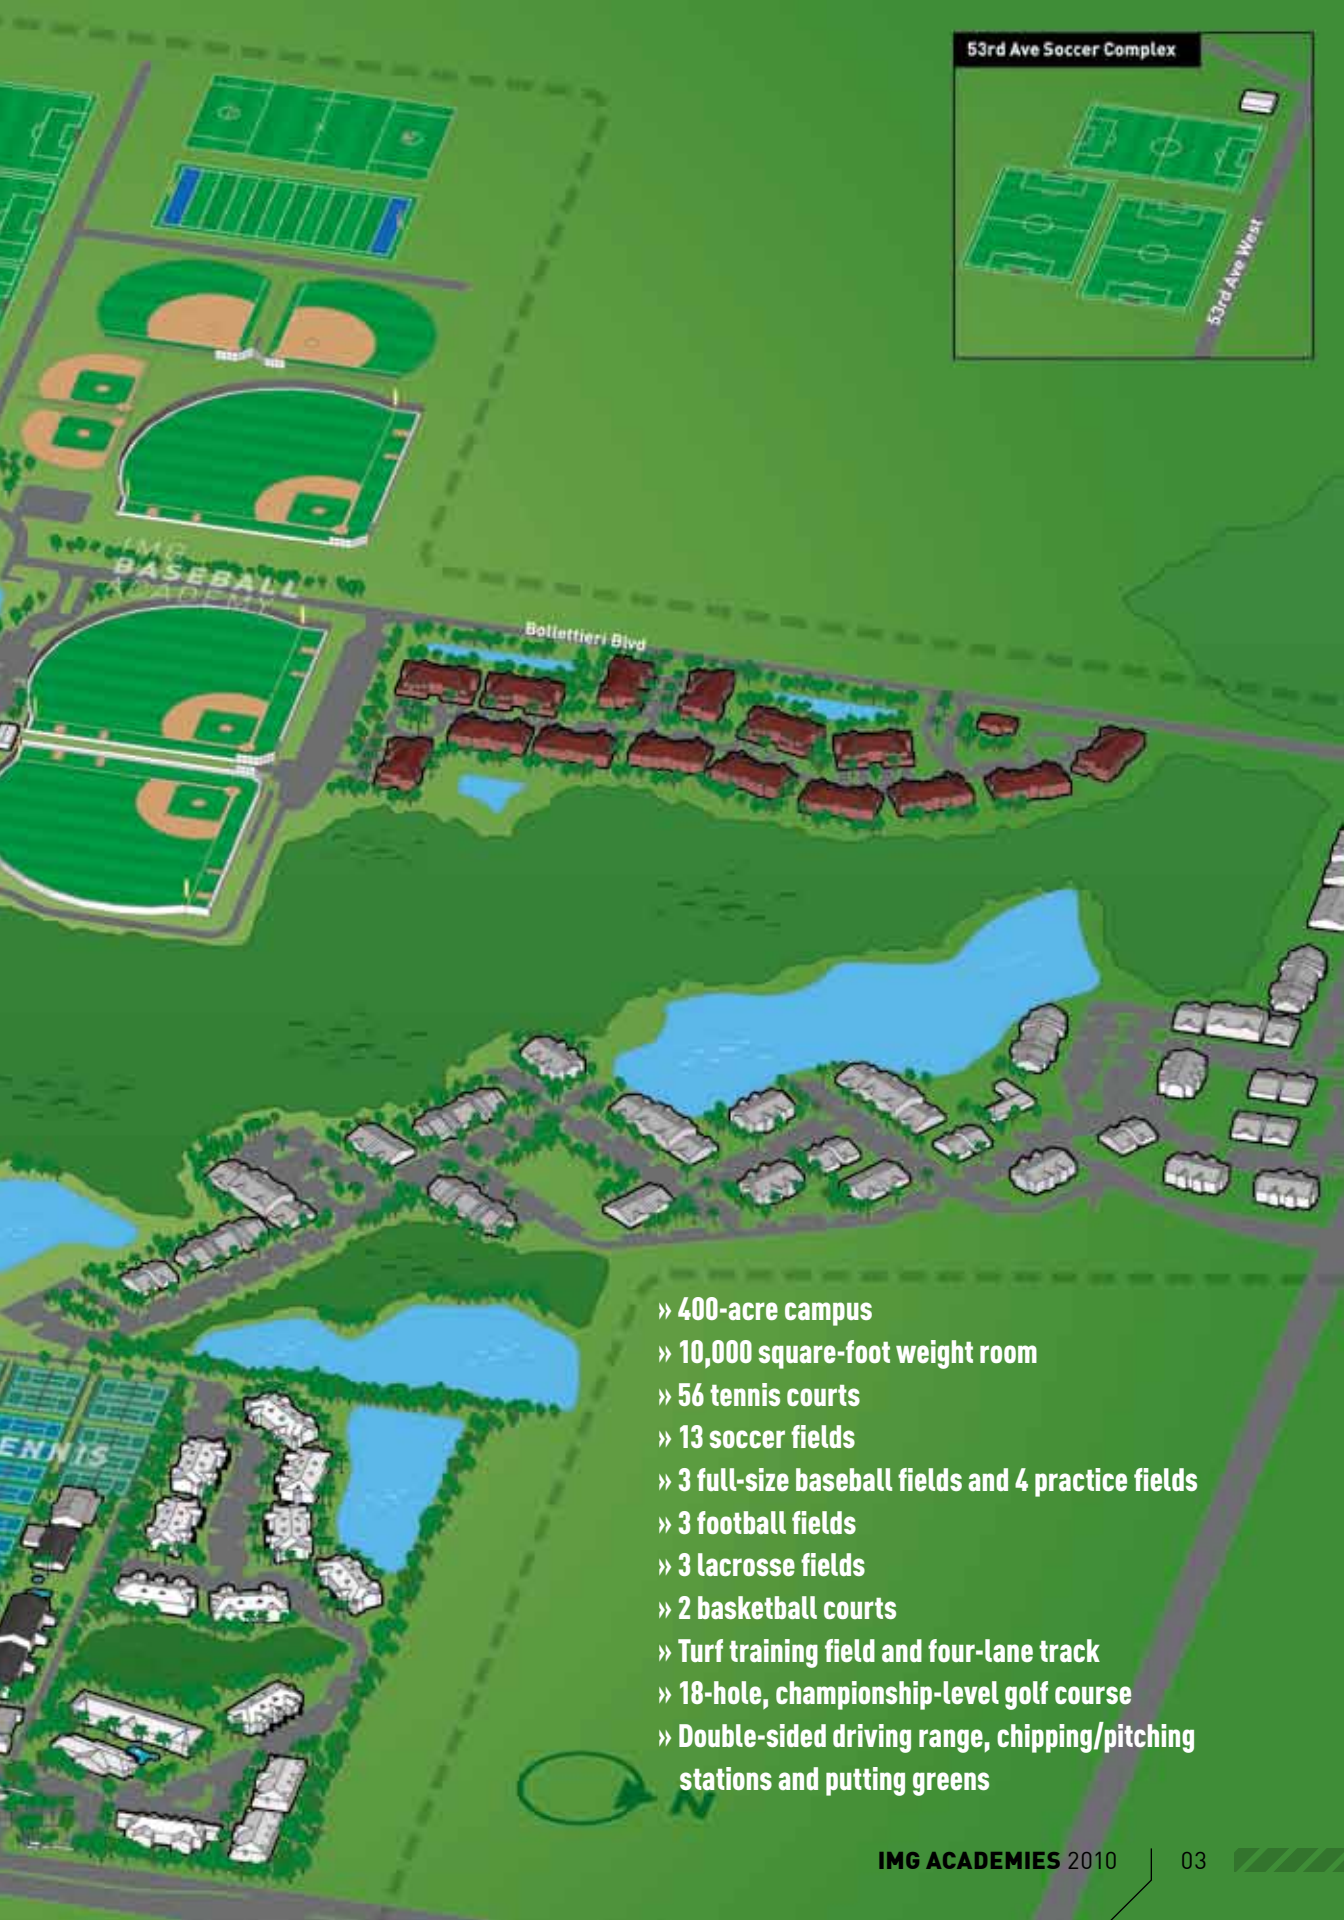 53rd Ave Soccer Complex
53rd Ave West
IMG
BASEBALL
ACADEMY
Bollettieri Blvd
» 400-acre campus
» 10,000 square-foot weight room
» 56 tennis courts
» 13 soccer fields
» 3 full-size baseball fields and 4 practice fields
» 3 football fields
» 3 lacrosse fields
» 2 basketball courts
» Turf training field and four-lane track
» 18-hole, championship-level golf course
» Double-sided driving range, chipping/pitching
stations and putting greens
ENNIS
N
IMG ACADEMIES 2010
03